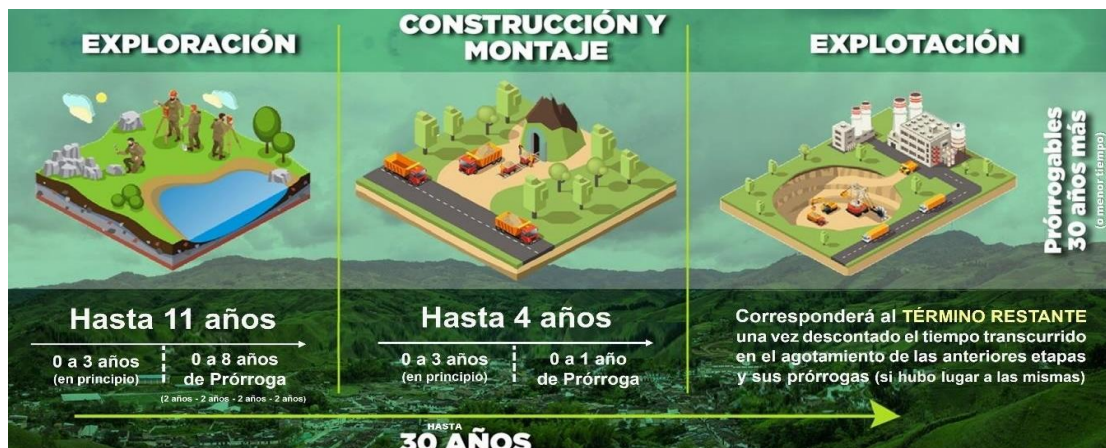 EXPLORACIÓN
Hasta 11 años
0 a 3 años
(en principio)
0 a 8 años
de Prórroga
(2 años - 2 años - 2 años - 2 años)
CONSTRUCCIÓN Y
MONTAJE
Hasta 4 años
0 a 3 años
(en principio)
0 a 1 año
de Prórroga
EXPLOTACIÓN
Prórrogables
30 años más
(o menor tiempo)
Corresponderá al TÉRMINO RESTANTE
una vez descontado el tiempo transcurrido
en el agotamiento de las anteriores etapas
y sus prórrogas (si hubo lugar a las mismas)
HASTA
30 AÑOS